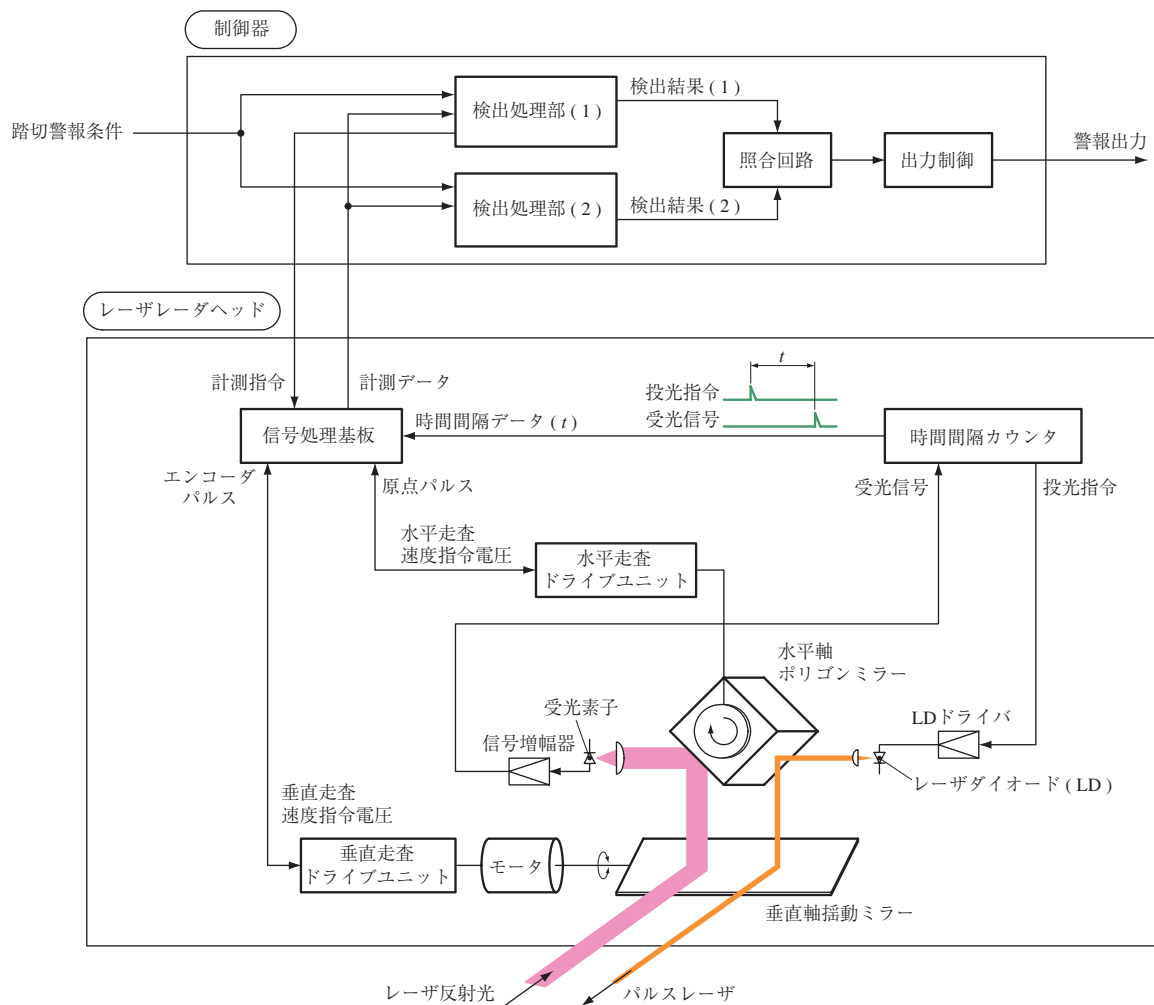 制御器
検出処理部 ( 1 )
検出結果 ( 1 )
踏切警報条件
照合回路
出力制御
警報出力
検出処理部 ( 2 )
検出結果 ( 2 )
レーザレーダヘッド
計測指令
計測データ
t
投光指令
受光信号
信号処理基板
時間間隔データ ( t )
時間間隔カウンタ
エンコーダ
パルス
原点パルス
受光信号
投光指令
水平走査
速度指令電圧
水平走査
ドライブユニット
水平軸
ポリゴンミラー
受光素子
信号増幅器
LDドライバ
レーザダイオード ( LD )
垂直走査
速度指令電圧
垂直走査
ドライブユニット
モータ
垂直軸揺動ミラー
レーザ反射光
パルスレーザ